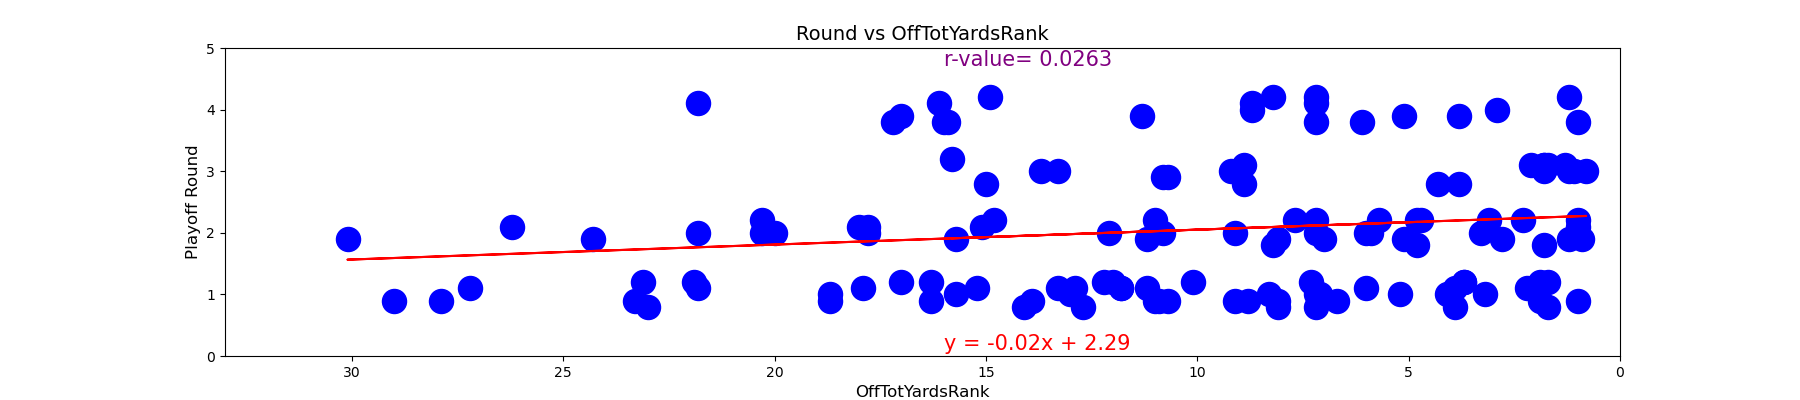 Round vs OffTotYardsRank
r-value= 0.0263
5
4
3
2
1
0
Playoff Round
y = -0.02x + 2.29
30 25 20 15 10 5 0
OffTotYardsRank